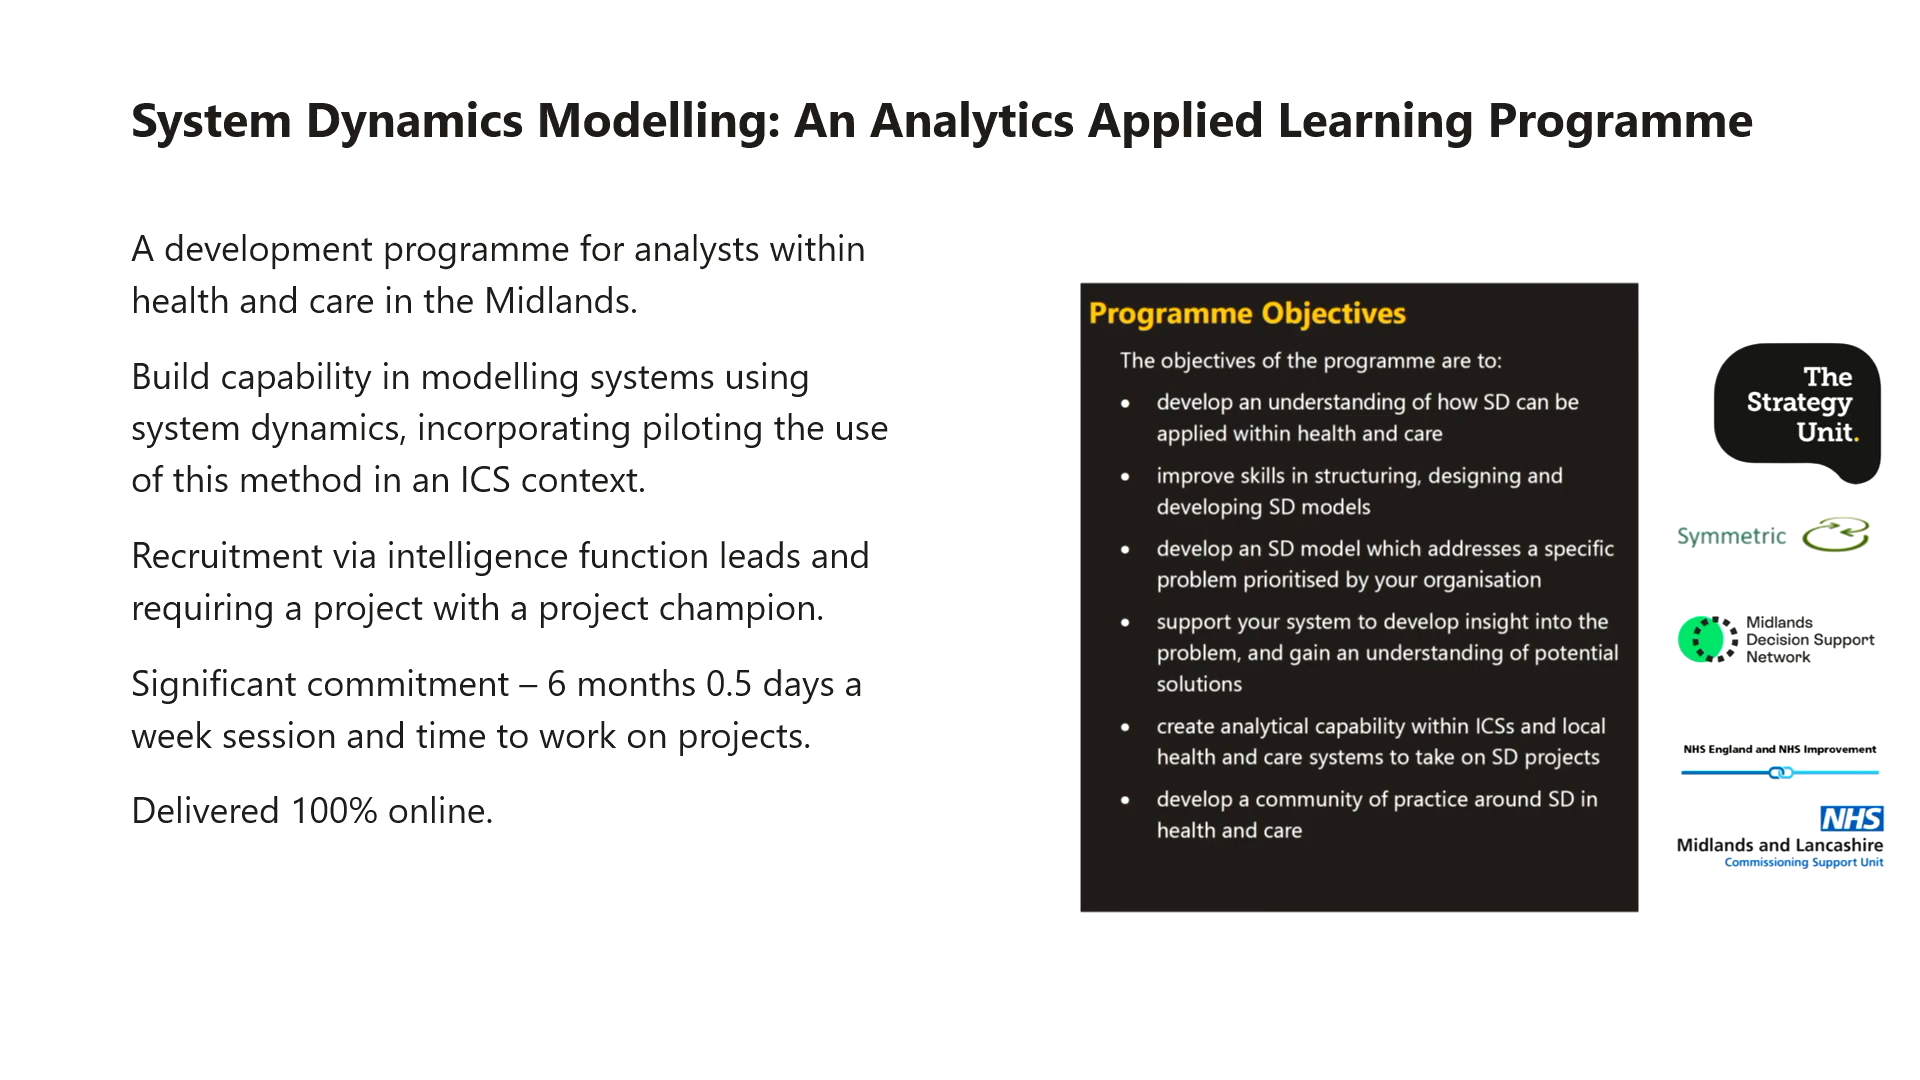 System Dynamics Modelling: An Analytics Applied Learning Programme
A development programme for analysts within
health and care in the Midlands.
Build capability in modelling systems using
system dynamics, incorporating piloting the use
of this method in an ICS context.
Recruitment via intelligence function leads and
requiring a project with a project champion.
Significant commitment – 6 months 0.5 days a
week session and time to work on projects.
Delivered 100% online.
Programme Objectives
The objectives of the programme are to:
• develop an understanding of how SD can be
applied within health and care
• improve skills in structuring, designing and
developing SD models
• develop an SD model which addresses a specific
problem prioritised by your organisation
• support your system to develop insight into the
problem, and gain an understanding of potential
solutions
• create analytical capability within ICSs and local
health and care systems to take on SD projects
• develop a community of practice around SD in
health and care
The
Strategy
Unit.
Symmetric
Midlands
Decision Support
Network
NHS England and NHS Improvement
NHS
Midlands and Lancashire
Commissioning Support Unit